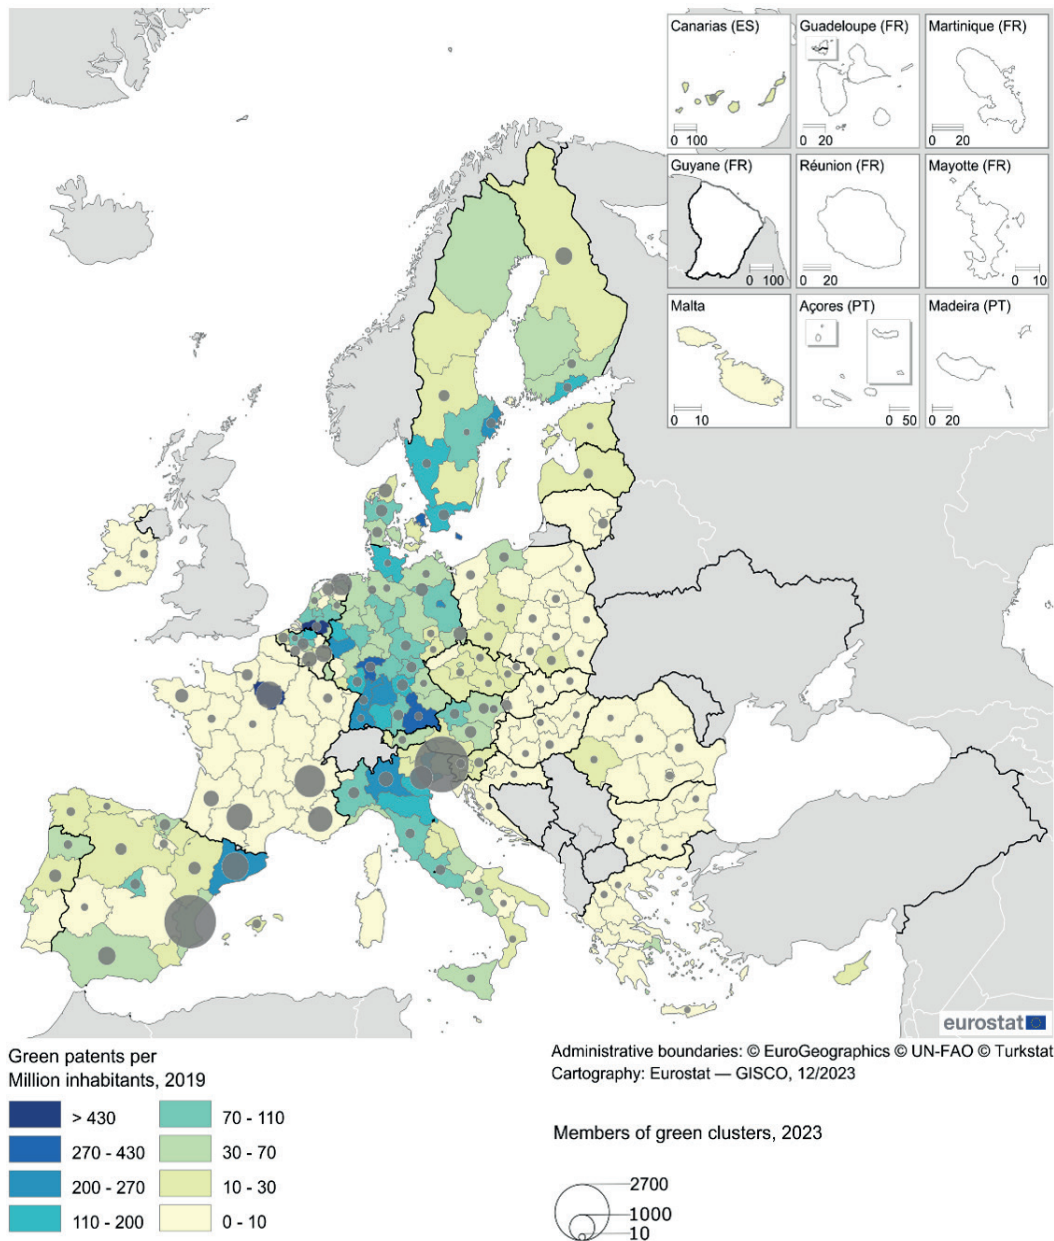 Canarias (ES)
0 100
Guadeloupe (FR)
0 20
Martinique (FR)
0 20
Guyane (FR)
0 100
Réunion (FR)
0 20
Mayotte (FR)
0 10
Malta
0 10
Açores (PT)
0 50
Madeira (PT)
0 20
eurostat
Green patents per
Million inhabitants, 2019
> 430
270 - 430
200 - 270
110 - 200
70 - 110
30 - 70
10 - 30
0 - 10
Administrative boundaries: © EuroGeographics © UN-FAO © Turkstat
Cartography: Eurostat — GISCO, 12/2023
Members of green clusters, 2023
2700
1000
10